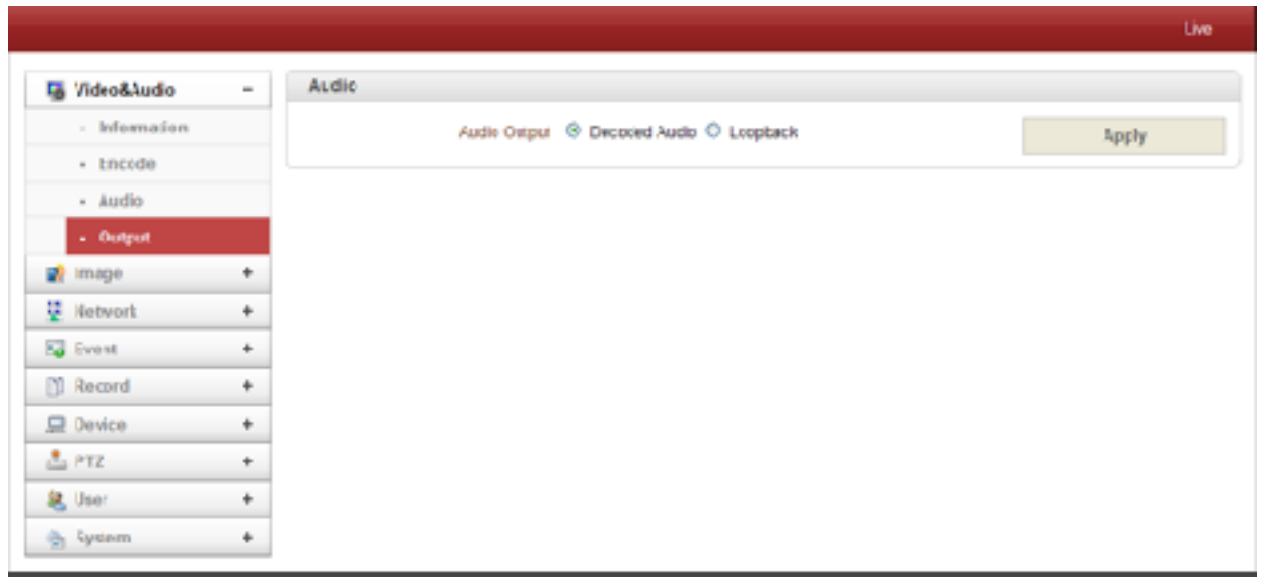 Live
Video&Audio −
Audio
- Information
Audio Output Decoded Audio Loopback
Apply
• Encode
• Audio
• Output
Image +
Network +
Event +
Record +
Device +
PTZ +
User +
System +